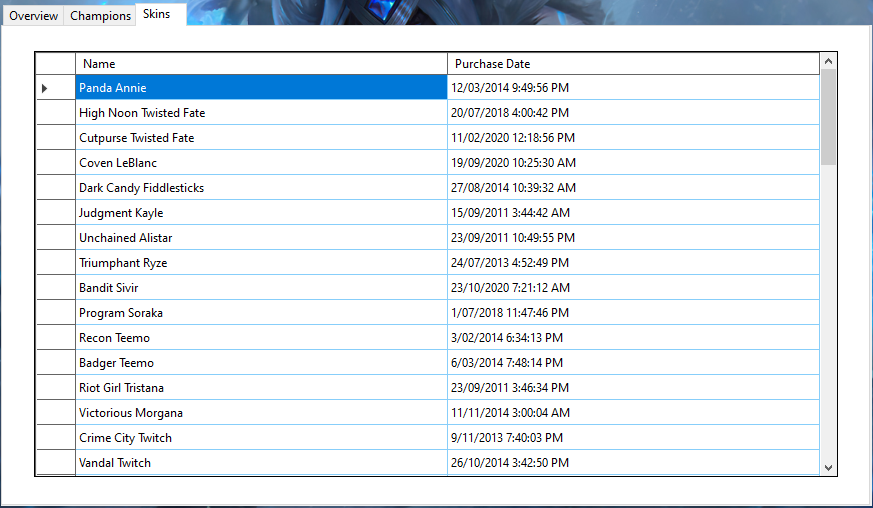 Overview Champions Skins
Name Purchase Date
Panda Annie 12/03/2014 9:49:56 PM
High Noon Twisted Fate 20/07/2018 4:00:42 PM
Cutpurse Twisted Fate 11/02/2020 12:18:56 PM
Coven LeBlanc 19/09/2020 10:25:30 AM
Dark Candy Fiddlesticks 27/08/2014 10:39:32 AM
Judgment Kayle 15/09/2011 3:44:42 AM
Unchained Alistar 23/09/2011 10:49:55 PM
Triumphant Ryze 24/07/2013 4:52:49 PM
Bandit Sivir 23/10/2020 7:21:12 AM
Program Soraka 1/07/2018 11:47:46 PM
Recon Teemo 3/02/2014 6:34:13 PM
Badger Teemo 6/03/2014 7:48:14 PM
Riot Girl Tristana 23/09/2011 3:46:34 PM
Victorious Morgana 11/11/2014 3:00:04 AM
Crime City Twitch 9/11/2013 7:40:03 PM
Vandal Twitch 26/10/2014 3:42:50 PM